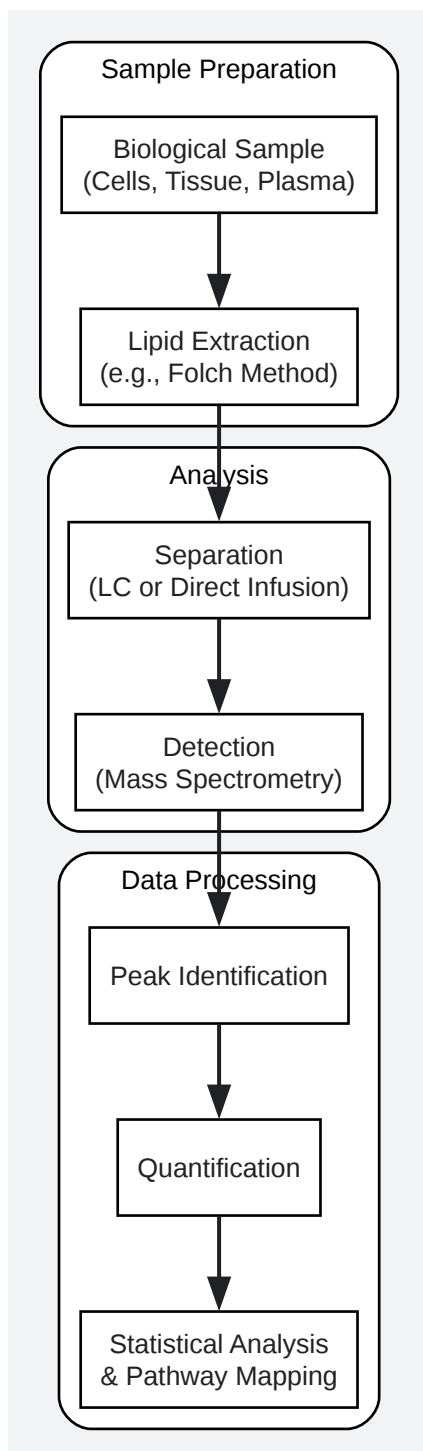 Sample Preparation
Biological Sample
(Cells, Tissue, Plasma)
Lipid Extraction
(e.g., Folch Method)
Analysis
Separation
(LC or Direct Infusion)
Detection
(Mass Spectrometry)
Data Processing
Peak Identification
Quantification
Statistical Analysis
& Pathway Mapping